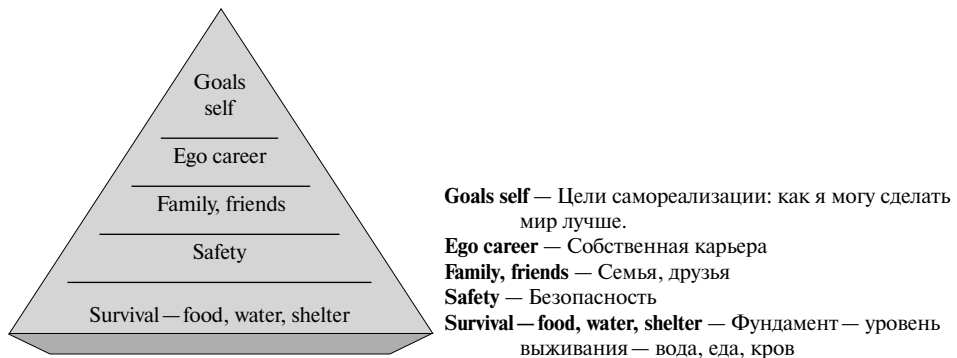 Goals
self
Ego career
Family, friends
Safety
Survival — food, water, shelter
Goals self — Цели самореализации: как я могу сделать
мир лучше.
Ego career — Собственная карьера
Family, friends — Семья, друзья
Safety — Безопасность
Survival — food, water, shelter — Фундамент — уровень
выживания — вода, еда, кров